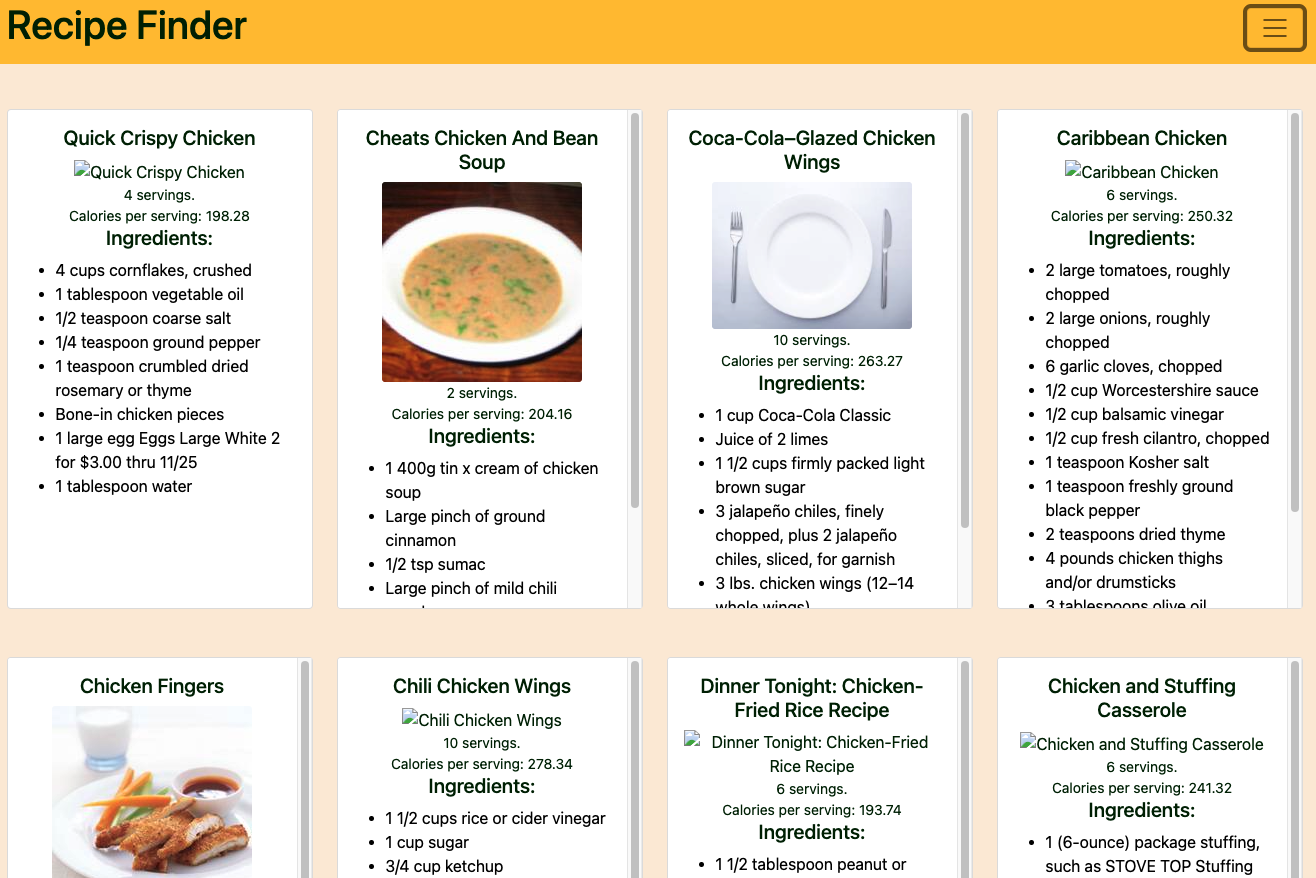 Recipe Finder
Quick Crispy Chicken
Quick Crispy Chicken
4 servings.
Calories per serving: 198.28
Ingredients:
4 cups cornflakes, crushed
1 tablespoon vegetable oil
1/2 teaspoon coarse salt
1/4 teaspoon ground pepper
1 teaspoon crumbled dried
rosemary or thyme
Bone-in chicken pieces
1 large egg Eggs Large White 2
for $3.00 thru 11/25
1 tablespoon water
Cheats Chicken And Bean
Soup
2 servings.
Calories per serving: 204.16
Ingredients:
1 400g tin x cream of chicken
soup
Large pinch of ground
cinnamon
1/2 tsp sumac
Large pinch of mild chili
Coca-Cola–Glazed Chicken
Wings
10 servings.
Calories per serving: 263.27
Ingredients:
1 cup Coca-Cola Classic
Juice of 2 limes
1 1/2 cups firmly packed light
brown sugar
3 jalapeño chiles, finely
chopped, plus 2 jalapeño
chiles, sliced, for garnish
3 lbs. chicken wings (12–14
whole wings)
Caribbean Chicken
Caribbean Chicken
6 servings.
Calories per serving: 250.32
Ingredients:
2 large tomatoes, roughly
chopped
2 large onions, roughly
chopped
6 garlic cloves, chopped
1/2 cup Worcestershire sauce
1/2 cup balsamic vinegar
1/2 cup fresh cilantro, chopped
1 teaspoon Kosher salt
1 teaspoon freshly ground
black pepper
2 teaspoons dried thyme
4 pounds chicken thighs
and/or drumsticks
3 tablespoons olive oil
Chicken Fingers
Chili Chicken Wings
Chili Chicken Wings
10 servings.
Calories per serving: 278.34
Ingredients:
1 1/2 cups rice or cider vinegar
1 cup sugar
3/4 cup ketchup
Dinner Tonight: Chicken-
Fried Rice Recipe
Dinner Tonight: Chicken-Fried
Rice Recipe
6 servings.
Calories per serving: 193.74
Ingredients:
1 1/2 tablespoon peanut or
Chicken and Stuffing
Casserole
Chicken and Stuffing Casserole
6 servings.
Calories per serving: 241.32
Ingredients:
1 (6-ounce) package stuffing,
such as STOVE TOP Stuffing